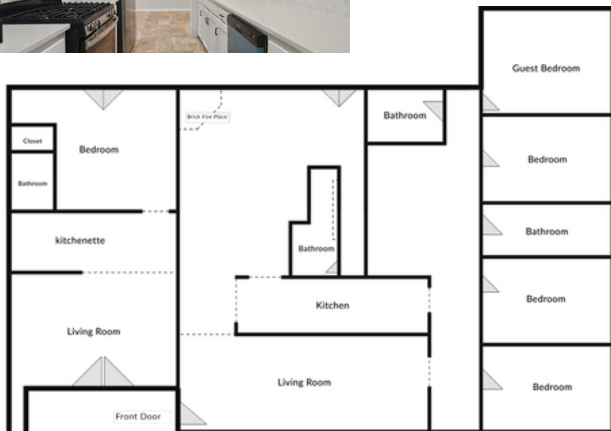 Guest Bedroom
Brick Fire Place
Bathroom
Closet
Bedroom
Bedroom
Bathroom
Bathroom
kitchenette
Bathroom
Kitchen
Bedroom
Living Room
Living Room
Bedroom
Front Door